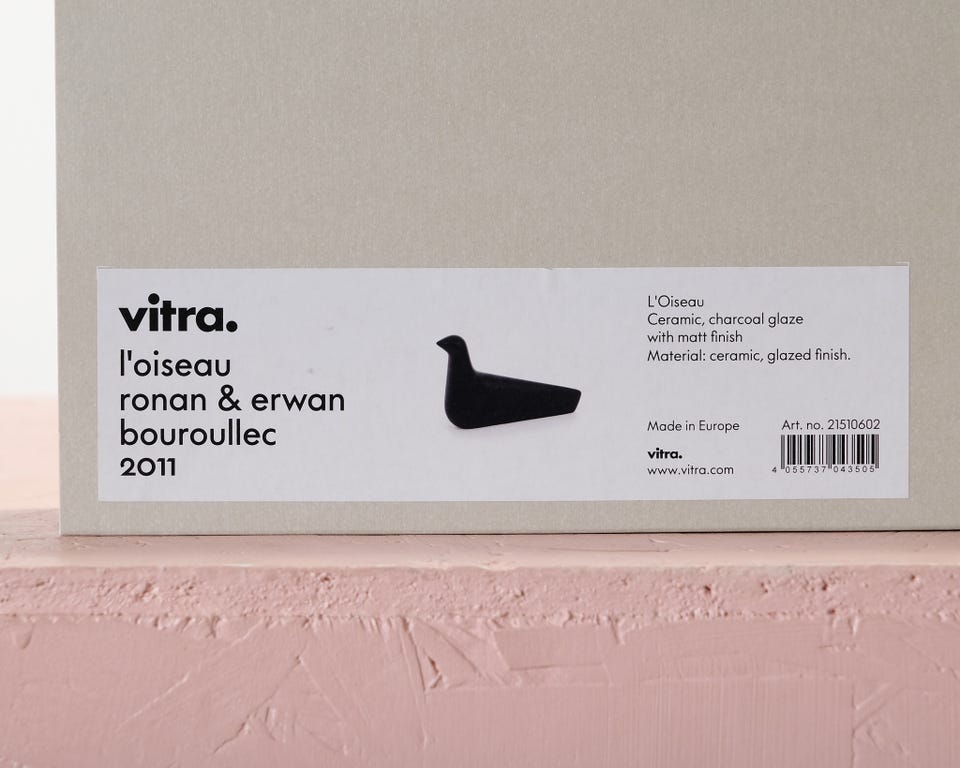 vitra.
l'oiseau
ronan & erwan
bouroullec
2011
L'Oiseau
Ceramic, charcoal glaze
with matt finish
Material: ceramic, glazed finish.
Made in Europe
vitra.
www.vitra.com
Art. no. 21510602
4 055737 043505